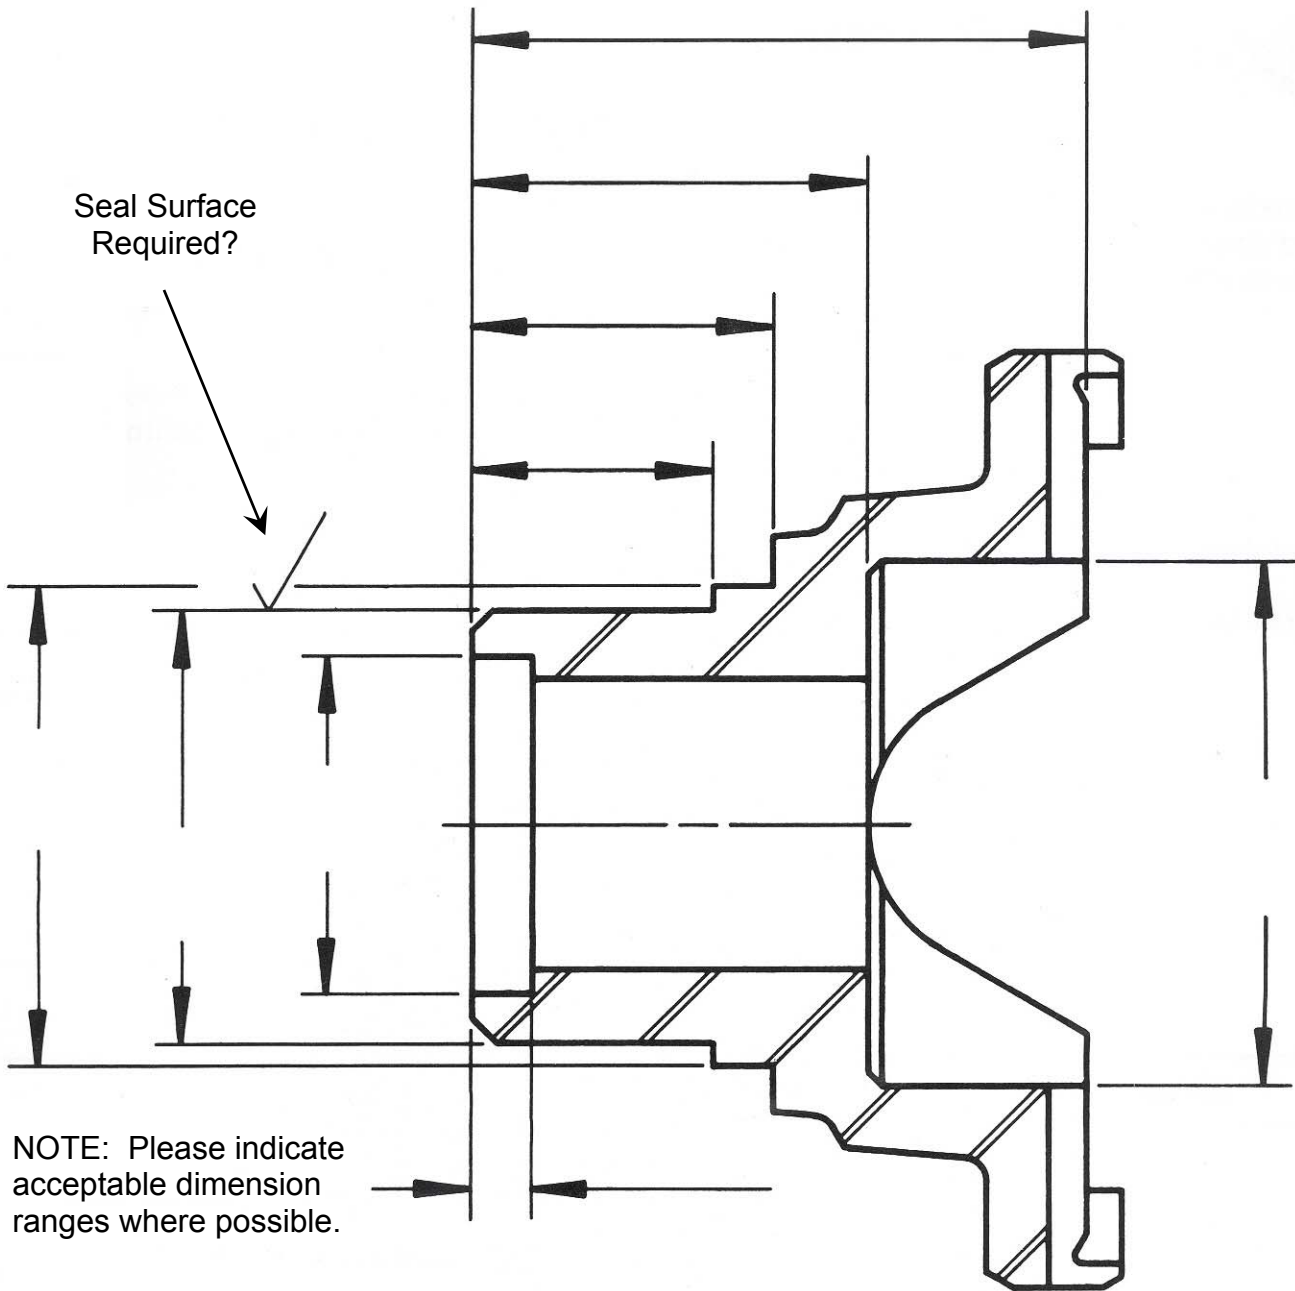 Seal Surface
Required?
NOTE:  Please indicate
acceptable dimension
ranges where possible.